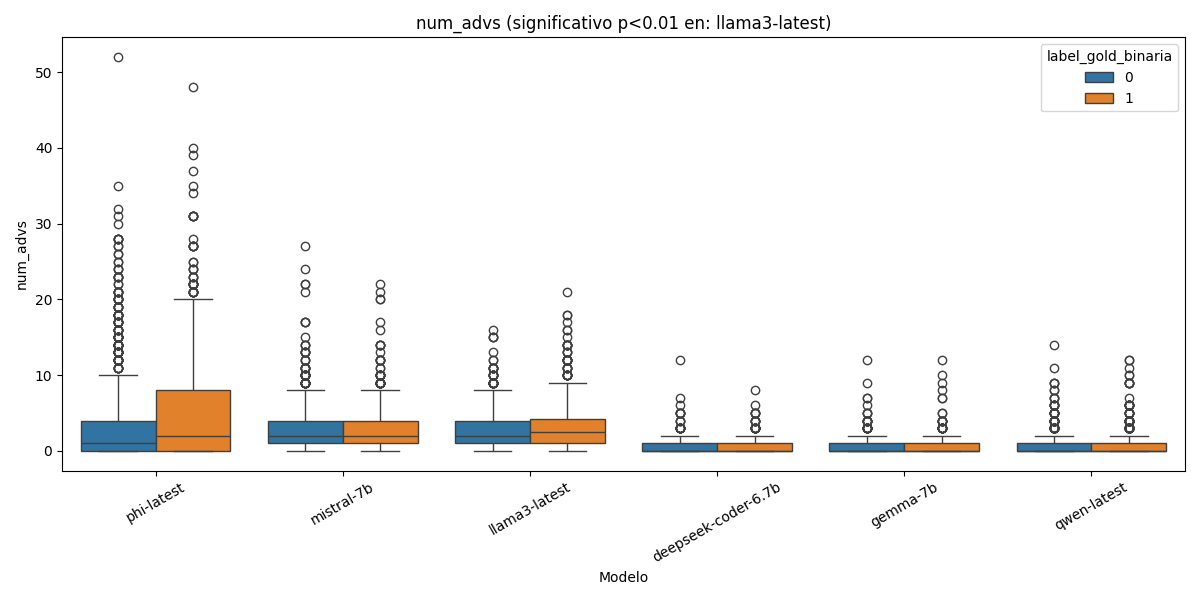 num_advs (significativo p<0.01 en: llama3-latest)
label_gold_binaria
0
1
50
40
30
20
10
0
num_advs
phi-latest
mistral-7b
llama3-latest
deepseek-coder-6.7b
gemma-7b
qwen-latest
Modelo